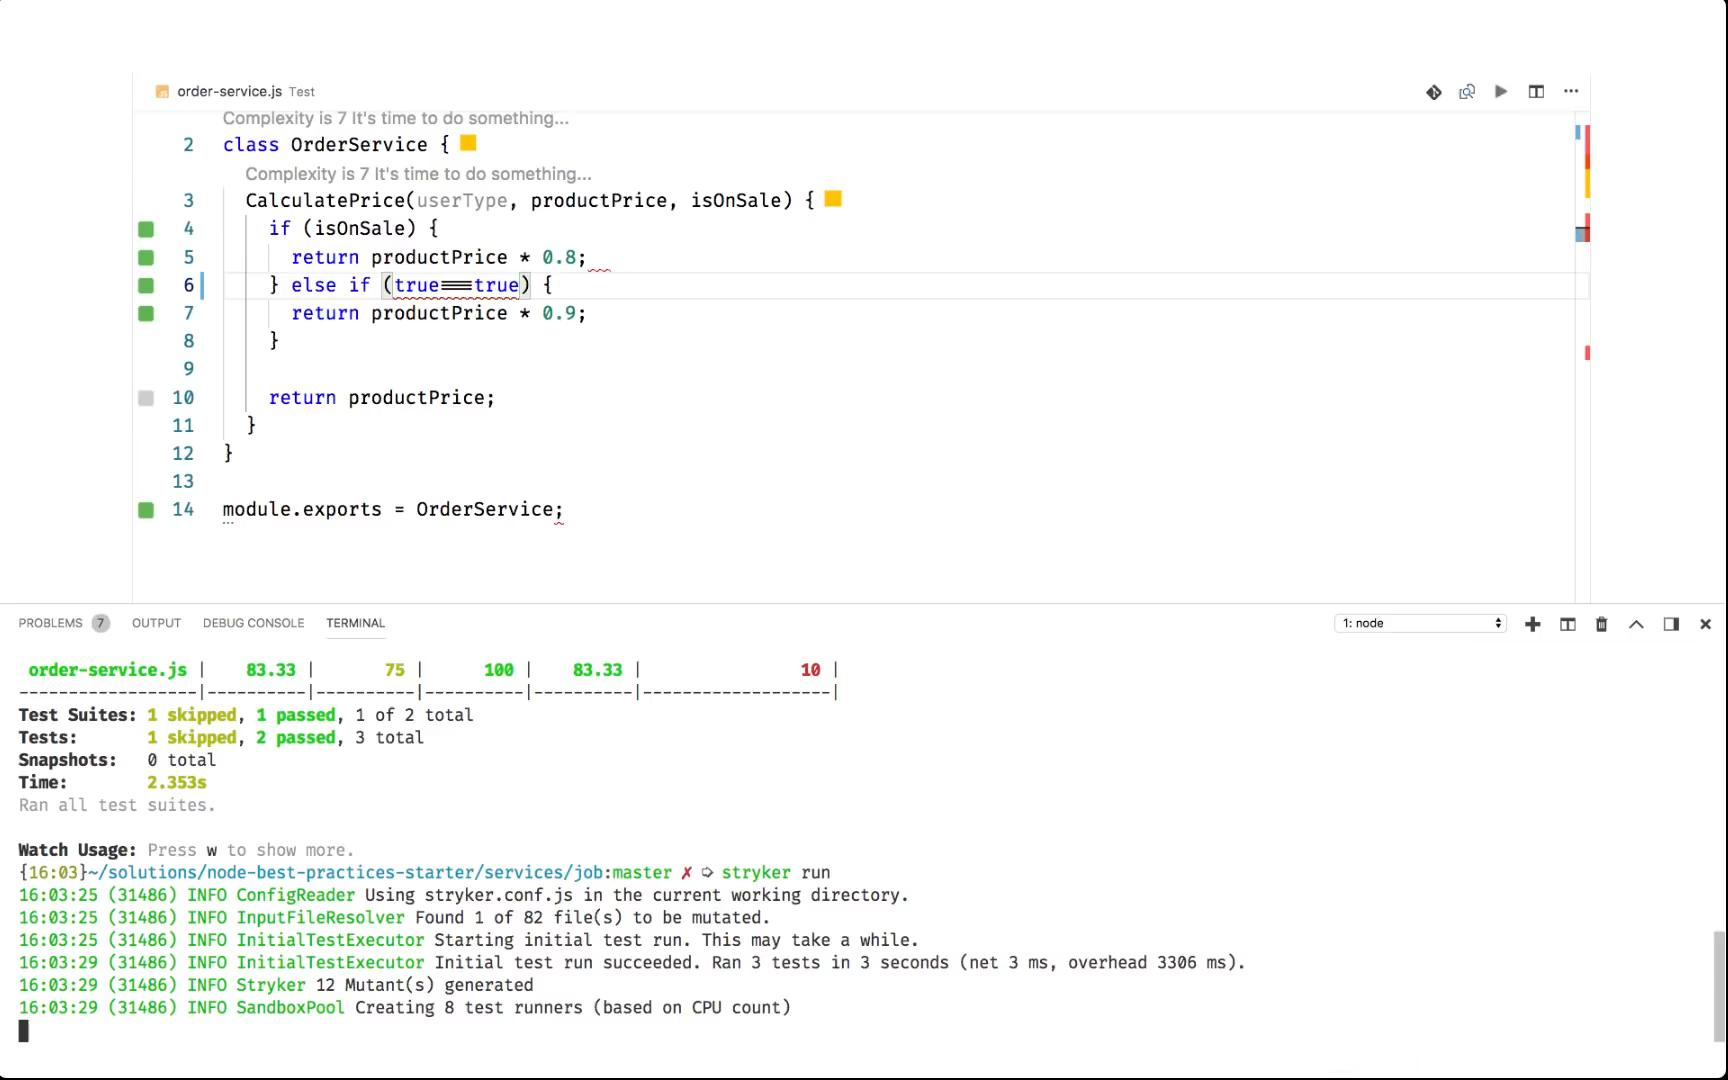 order-service.js Test
Complexity is 7 It's time to do something...
2 class OrderService {
Complexity is 7 It's time to do something...
3 CalculatePrice(userType, productPrice, isOnSale) {
4 if (isOnSale) {
5 return productPrice * 0.8;
6 } else if (true===true) {
7 return productPrice * 0.9;
8 }
9
10 return productPrice;
11 }
12 }
13
14 module.exports = OrderService;
PROBLEMS 7 OUTPUT DEBUG CONSOLE TERMINAL 1: node
order-service.js | 83.33 | 75 | 100 | 83.33 | 10 |
------------------|----------|----------|----------|----------|-------------------|
Test Suites: 1 skipped, 1 passed, 1 of 2 total
Tests: 1 skipped, 2 passed, 3 total
Snapshots: 0 total
Time: 2.353s
Ran all test suites.
Watch Usage: Press w to show more.
{16:03}~/solutions/node-best-practices-starter/services/job:master ✗ ➩ stryker run
16:03:25 (31486) INFO ConfigReader Using stryker.conf.js in the current working directory.
16:03:25 (31486) INFO InputFileResolver Found 1 of 82 file(s) to be mutated.
16:03:25 (31486) INFO InitialTestExecutor Starting initial test run. This may take a while.
16:03:29 (31486) INFO InitialTestExecutor Initial test run succeeded. Ran 3 tests in 3 seconds (net 3 ms, overhead 3306 ms).
16:03:29 (31486) INFO Stryker 12 Mutant(s) generated
16:03:29 (31486) INFO SandboxPool Creating 8 test runners (based on CPU count)